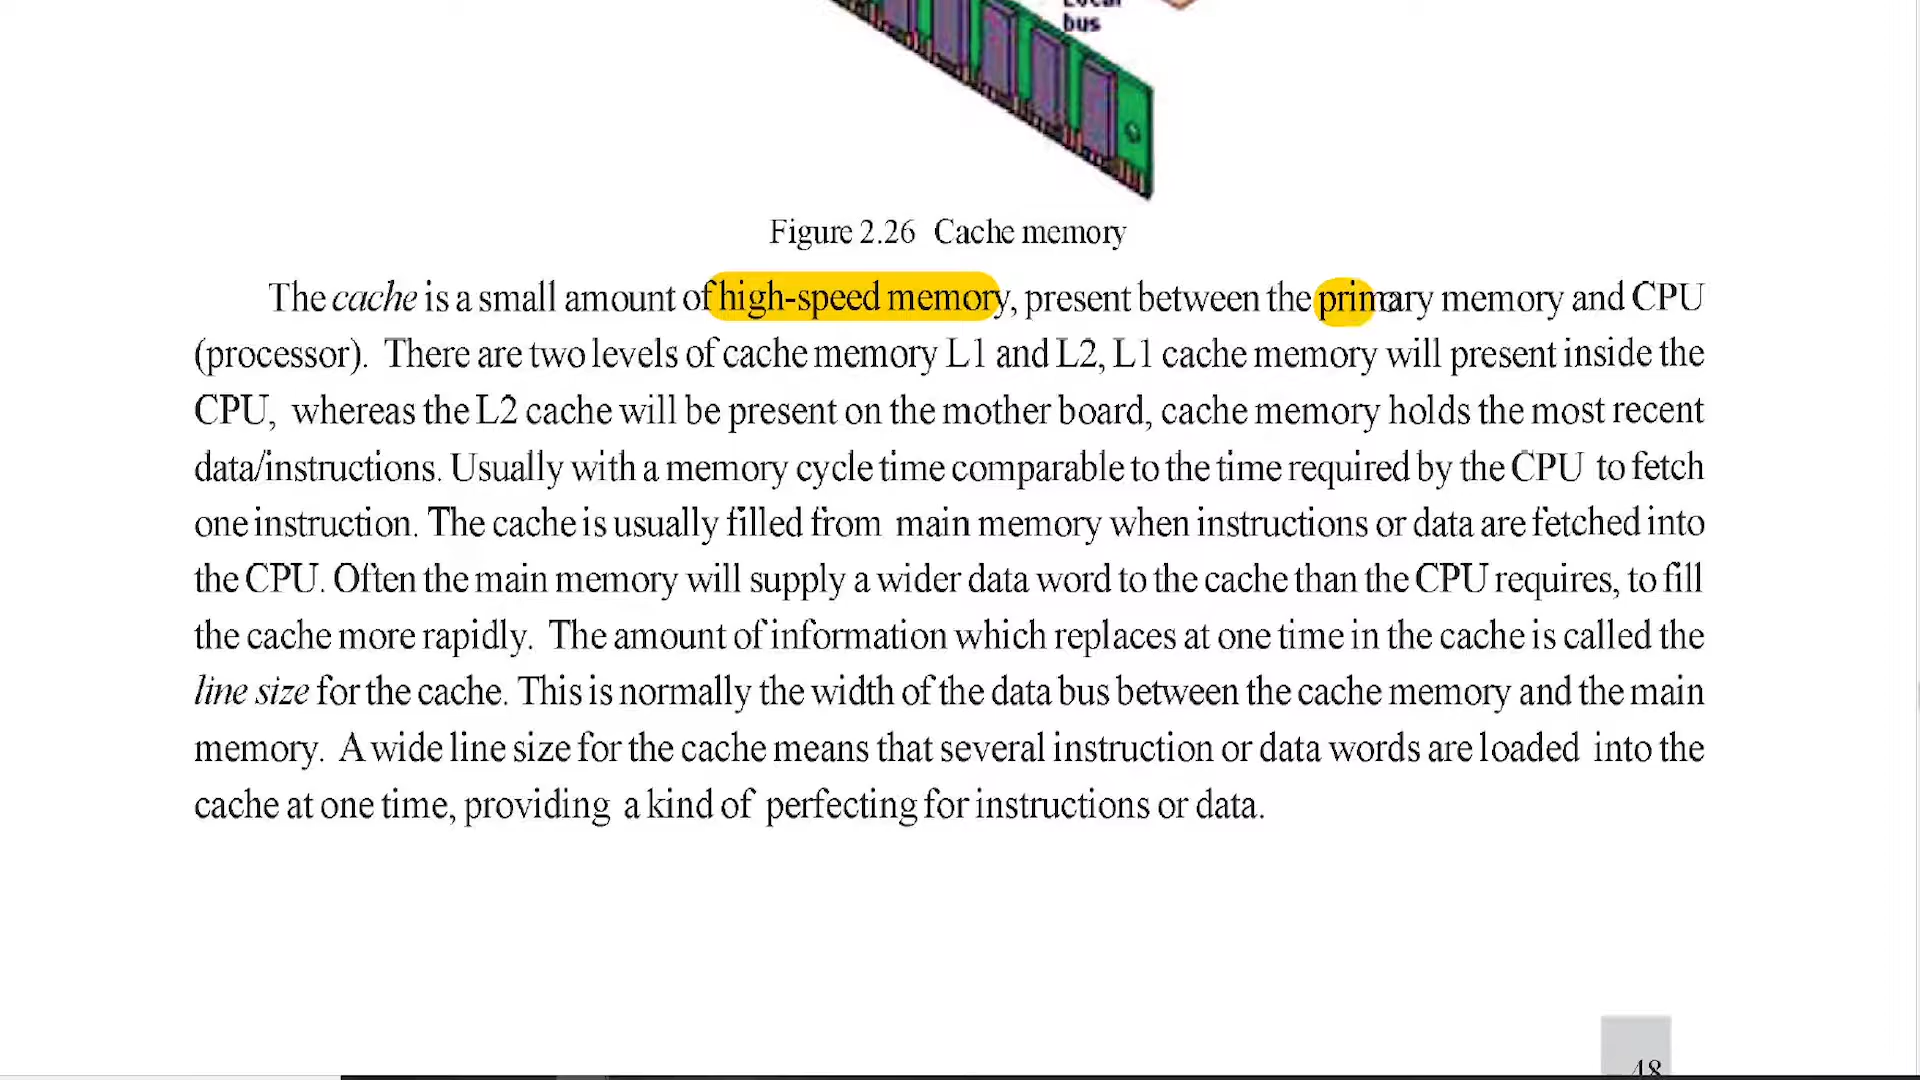 bus
Figure 2.26 Cache memory
The cache is a small amount of high-speed memory, present between the primary memory and CPU
(processor). There are two levels of cache memory L1 and L2, L1 cache memory will present inside the
CPU, whereas the L2 cache will be present on the mother board, cache memory holds the most recent
data/instructions. Usually with a memory cycle time comparable to the time required by the CPU to fetch
one instruction. The cache is usually filled from main memory when instructions or data are fetched into
the CPU. Often the main memory will supply a wider data word to the cache than the CPU requires, to fill
the cache more rapidly. The amount of information which replaces at one time in the cache is called the
line size for the cache. This is normally the width of the data bus between the cache memory and the main
memory. A wide line size for the cache means that several instruction or data words are loaded into the
cache at one time, providing a kind of perfecting for instructions or data.
48